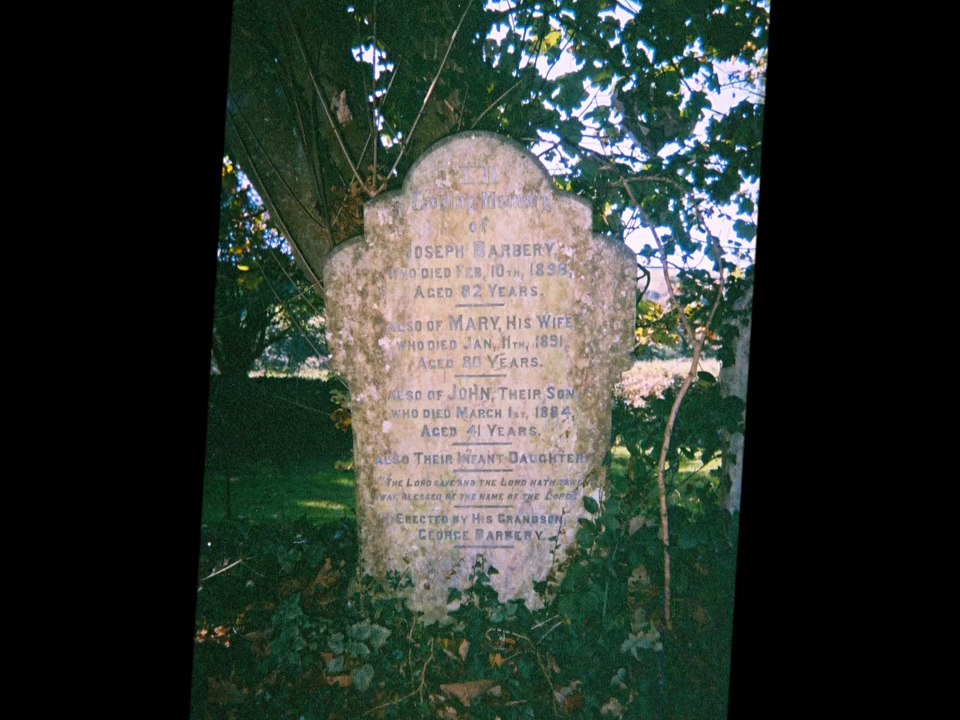 IN
Loving Memory
of
JOSEPH BARBERY,
WHO DIED FEB, 10TH, 1898,
AGED 82 YEARS.
ALSO OF MARY, HIS WIFE
WHO DIED JAN, 11TH, 1891,
AGED 80 YEARS.
ALSO OF JOHN, THEIR SON,
WHO DIED MARCH 1ST, 1884,
AGED 41 YEARS.
ALSO THEIR INFANT DAUGHTER.
"THE LORD GAVE AND THE LORD HATH TAKEN
AWAY, BLESSED BE THE NAME OF THE LORD."
ERECTED BY HIS GRANDSON,
GEORGE BARBERY.